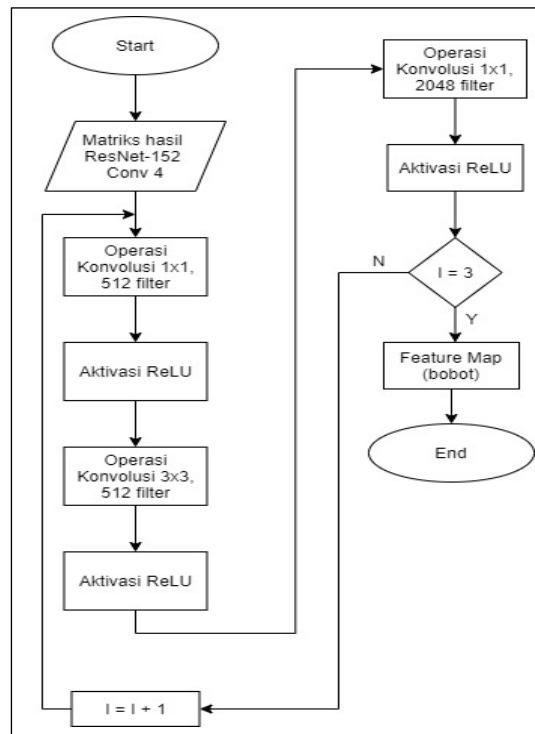 Start
Matriks hasil
ResNet-152
Conv 4
Operasi
Konvolusi 1x1,
512 filter
Aktivasi ReLU
Operasi
Konvolusi 3x3,
512 filter
Aktivasi ReLU
I = I + 1
Operasi
Konvolusi 1x1,
2048 filter
Aktivasi ReLU
I = 3
N
Y
Feature Map
(bobot)
End